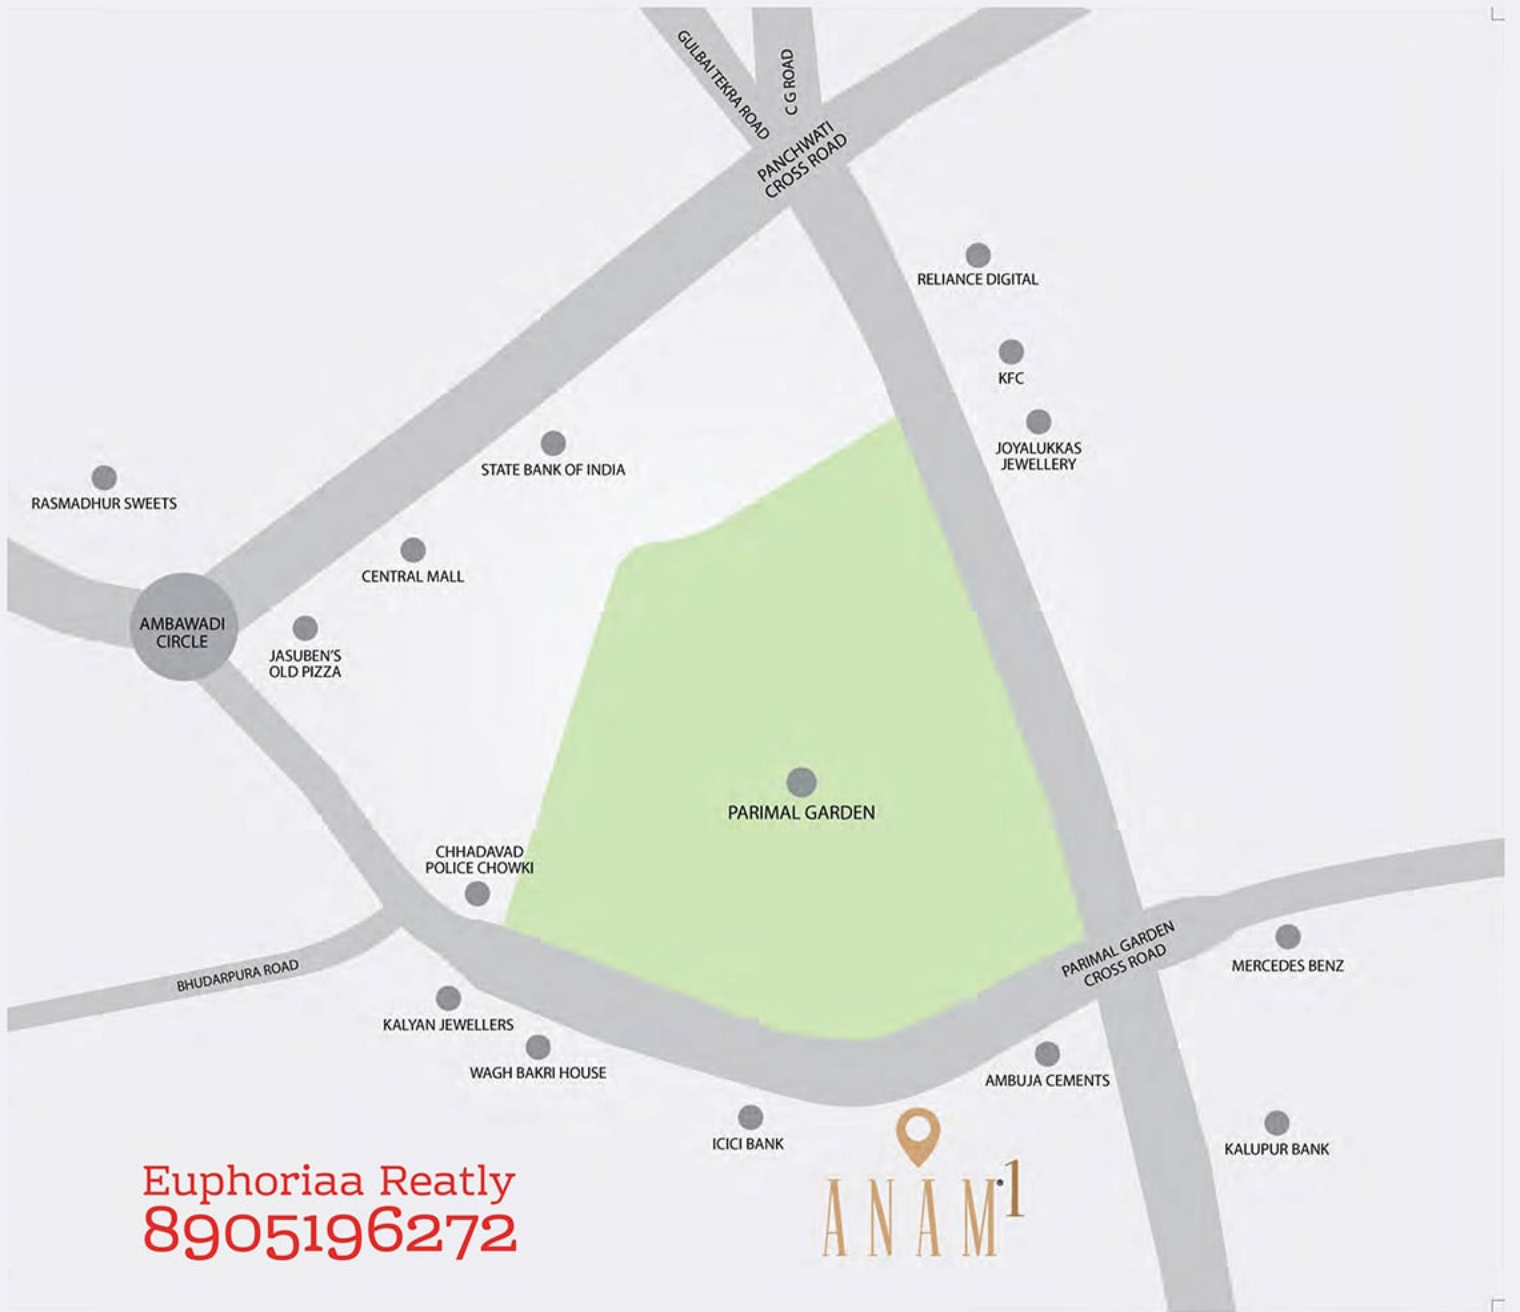 GULBAI TEKRA ROAD
C G ROAD
PANCHWATI
CROSS ROAD
RELIANCE DIGITAL
KFC
JOYALUKKAS
JEWELLERY
STATE BANK OF INDIA
RASMADHUR SWEETS
CENTRAL MALL
AMBAWADI
CIRCLE
JASUBEN'S
OLD PIZZA
PARIMAL GARDEN
CHHADAVAD
POLICE CHOWKI
PARIMAL GARDEN
CROSS ROAD
MERCEDES BENZ
BHUDARPURA ROAD
KALYAN JEWELLERS
WAGH BAKRI HOUSE
AMBUJA CEMENTS
ICICI BANK
KALUPUR BANK
ANAM.1
Euphoriaa Reatly
8905196272